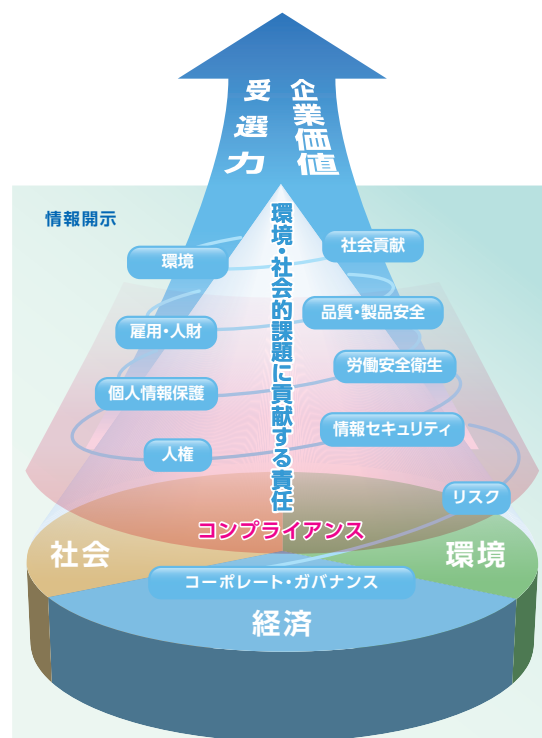 企業価値
受選力
情報開示
環境・社会的課題に貢献する責任
社会貢献
環境
品質・製品安全
雇用・人財
労働安全衛生
個人情報保護
情報セキュリティ
人権
リスク
コンプライアンス
社会
環境
コーポレート・ガバナンス
経済